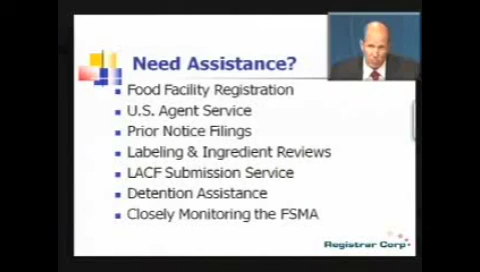 Need Assistance?
Food Facility Registration
U.S. Agent Service
Prior Notice Filings
Labeling & Ingredient Reviews
LACF Submission Service
Detention Assistance
Closely Monitoring the FSMA
Registrar Corp